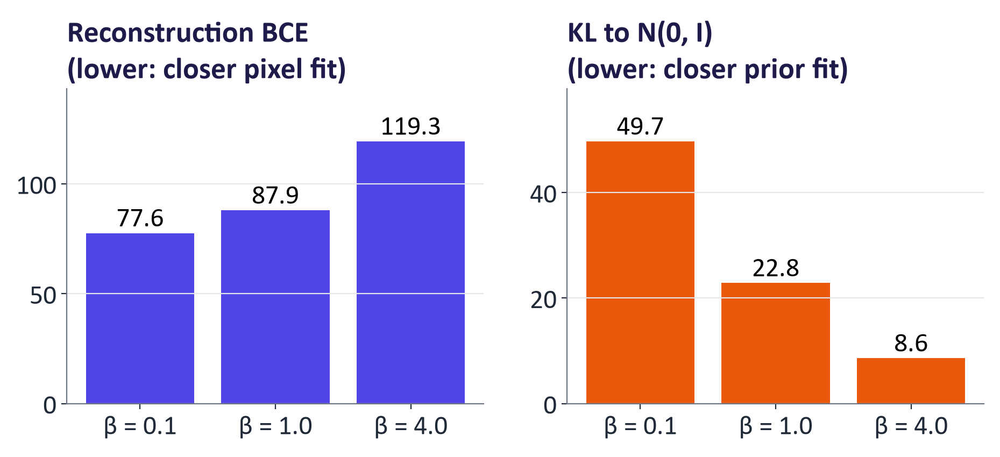 Reconstruction BCE
(lower: closer pixel fit)
119.3
100
87.9
77.6
50
0
β = 0.1 β = 1.0 β = 4.0
KL to N(0, I)
(lower: closer prior fit)
49.7
40
22.8
20
8.6
0
β = 0.1 β = 1.0 β = 4.0